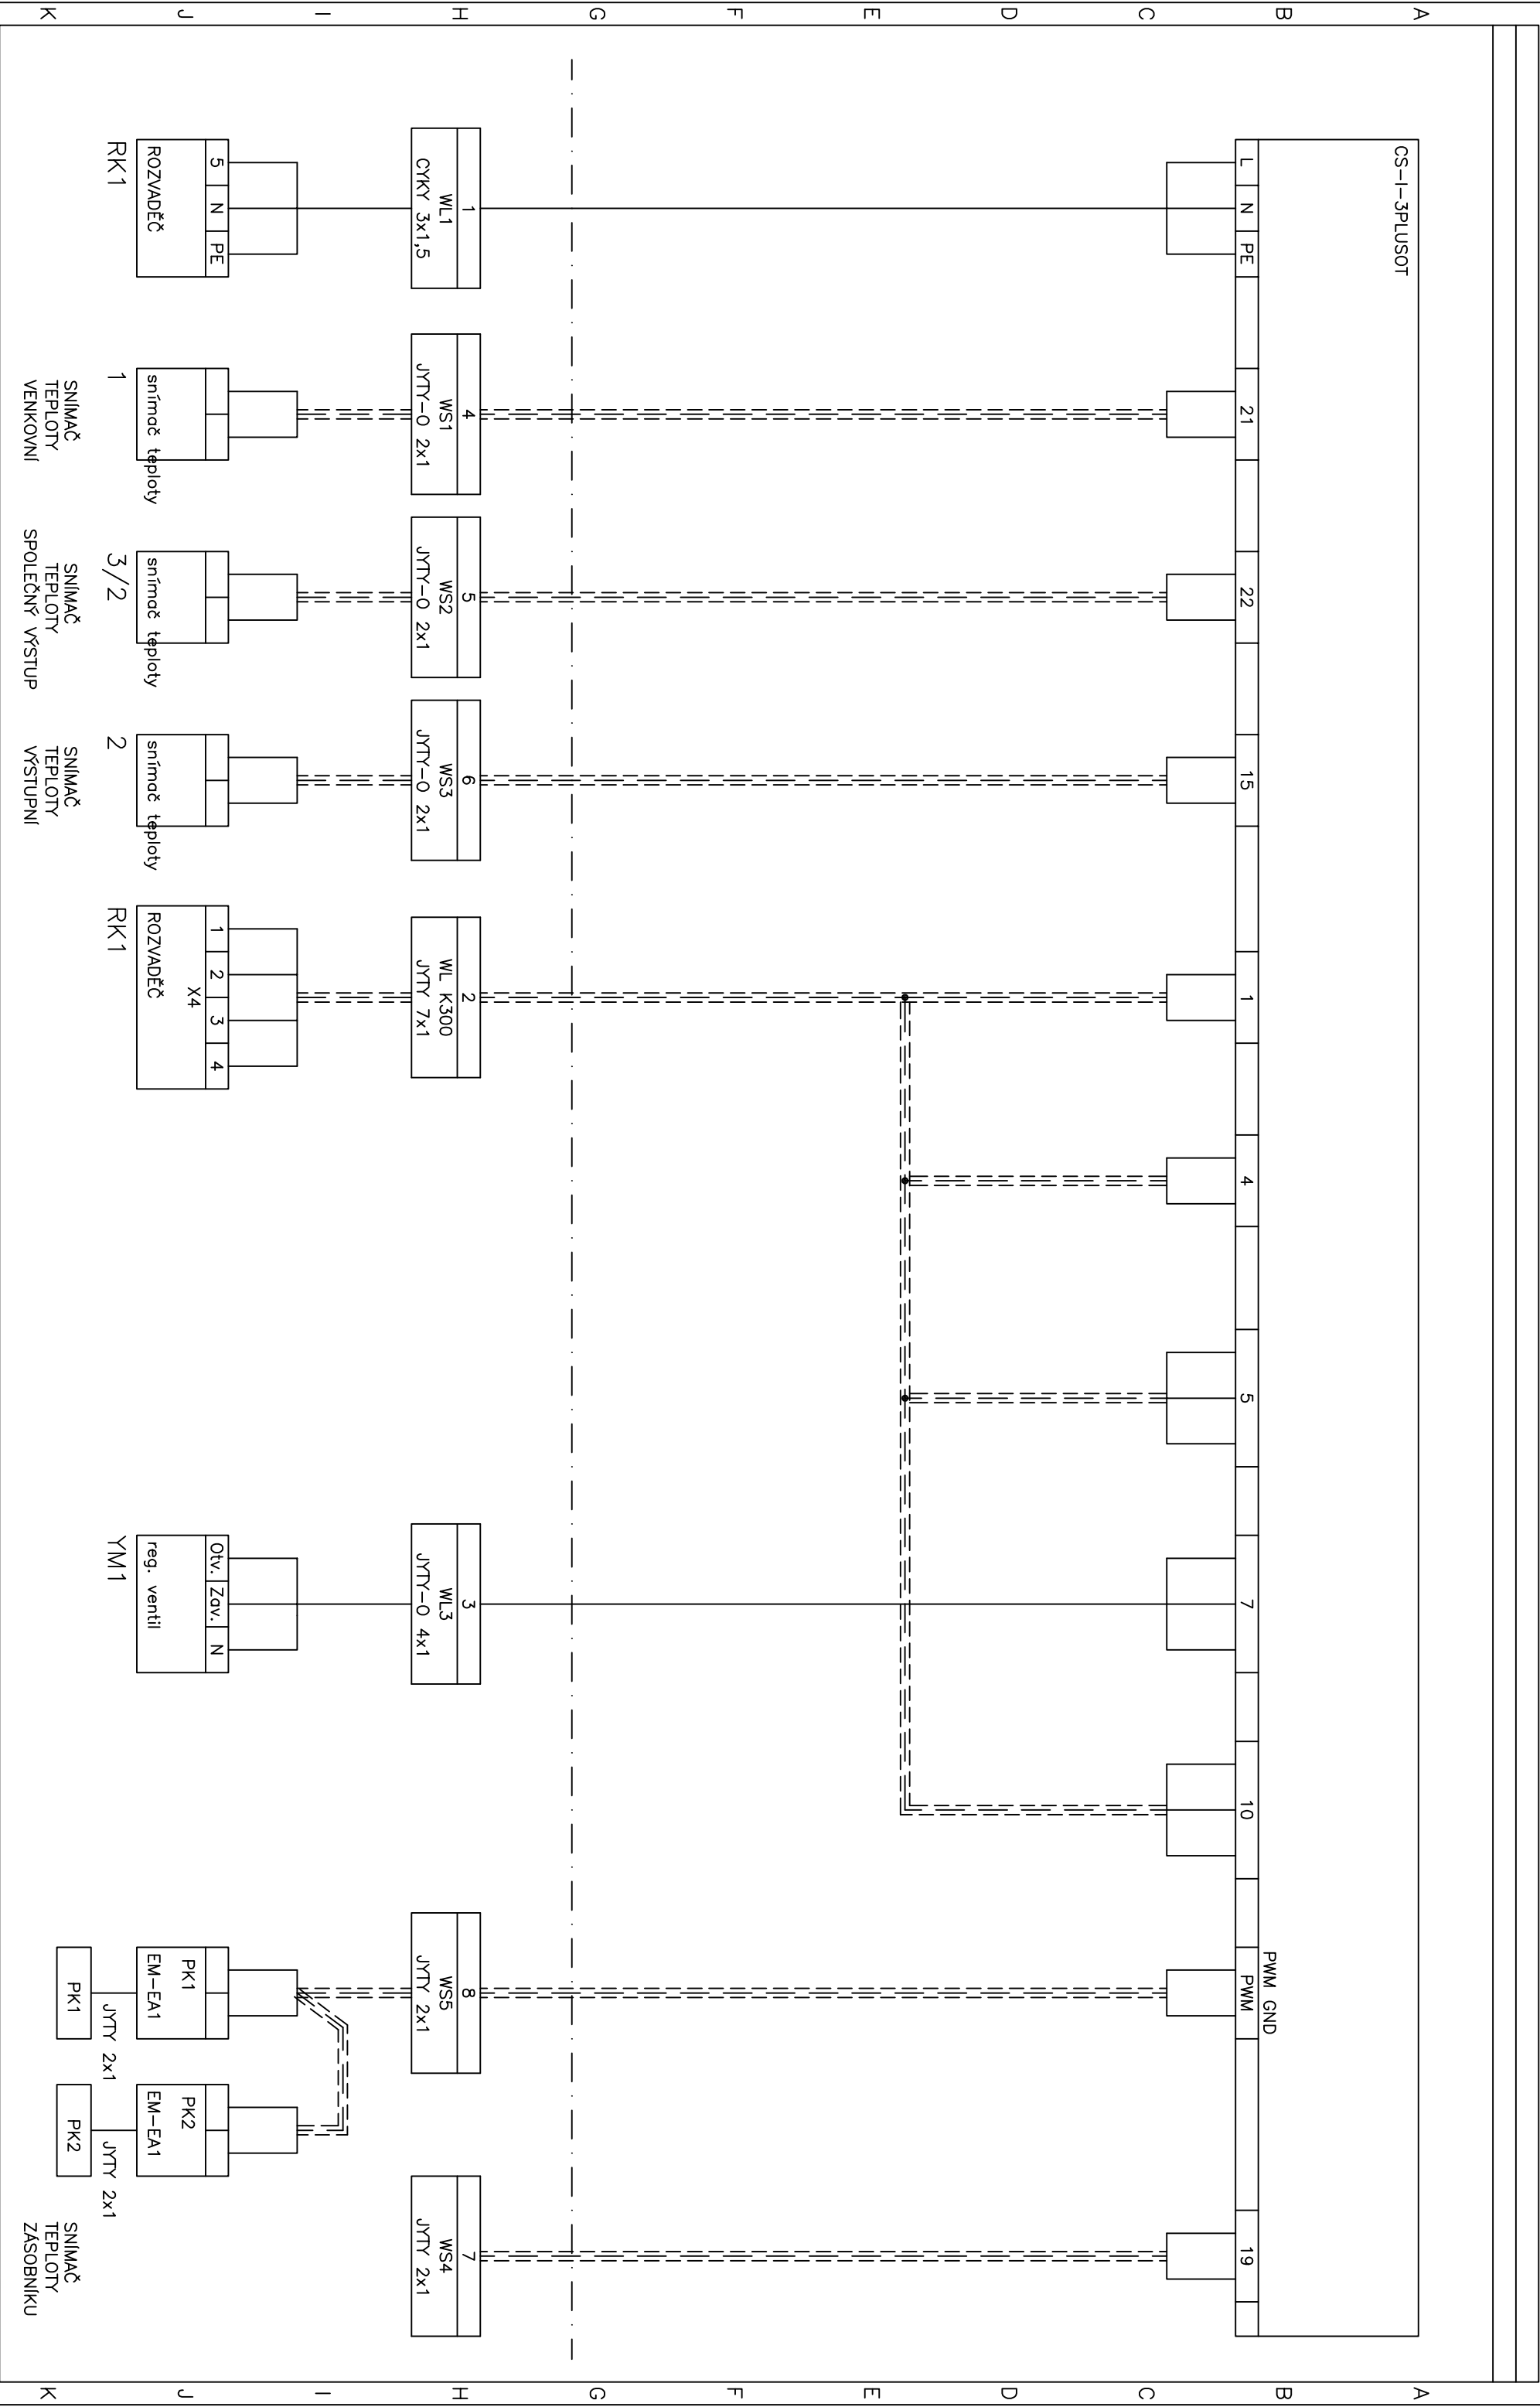 A
B
C
D
E
F
G
H
I
J
K
CS-I-3PLUSOT
PWM GND
L N PE 21 22 15 1 4 5 7 10 PWM 19
1
WL1
CYKY 3x1,5
4
WS1
JYTY-O 2x1
5
WS2
JYTY-O 2x1
6
WS3
JYTY-O 2x1
2
WL K300
JYTY 7x1
3
WL3
JYTY-O 4x1
8
WS5
JYTY 2x1
7
WS4
JYTY 2x1
5 N PE
ROZVADĚČ
RK1
snímač teploty
1
SNÍMAČ
TEPLOTY
VENKOVNÍ
snímač teploty
3/2
SNÍMAČ
TEPLOTY
SPOLEČNÝ VÝSTUP
snímač teploty
2
SNÍMAČ
TEPLOTY
VÝSTUPNÍ
1 2 3 4
X4
ROZVADĚČ
RK1
Otv. Zav. N
reg. ventil
YM1
PK1
EM-EA1
JYTY 2x1
PK1
PK2
EM-EA1
JYTY 2x1
PK2
SNÍMAČ
TEPLOTY
ZÁSOBNÍKU
A
B
C
D
E
F
G
H
I
J
K